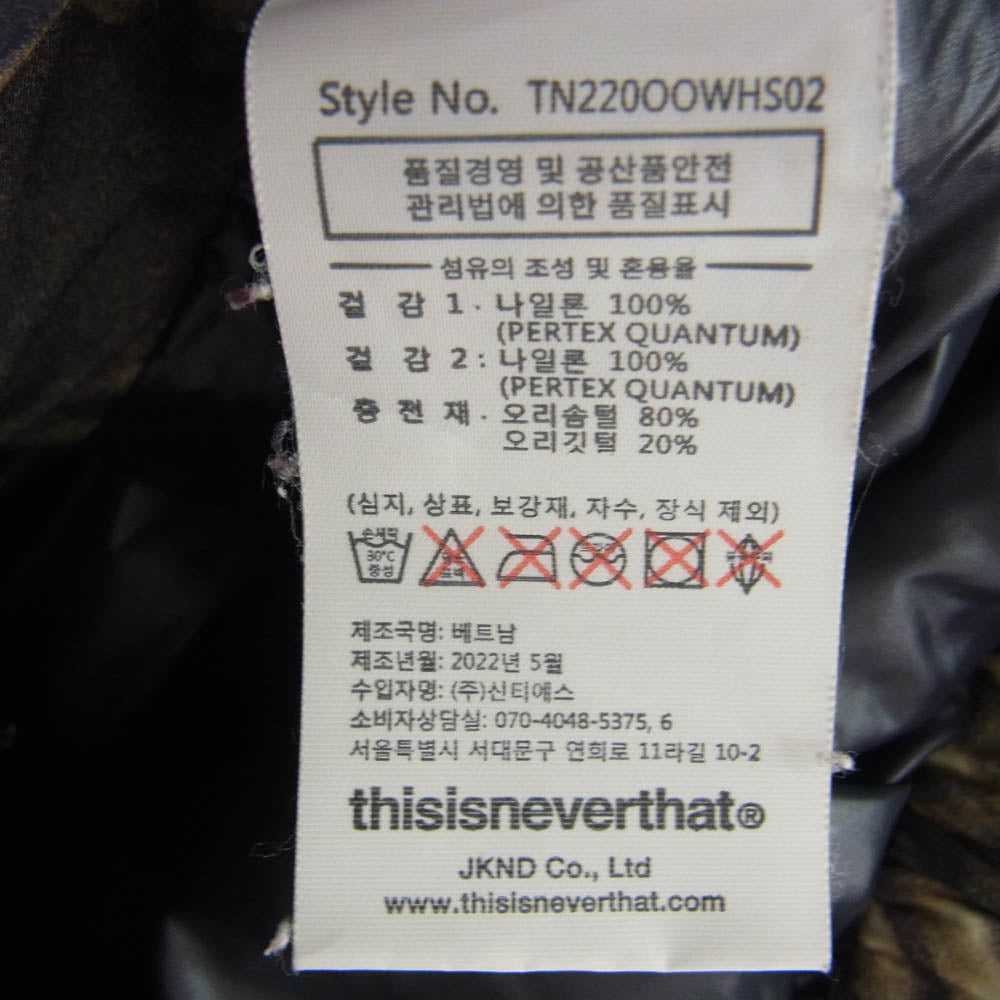 Style No. TN220OOWHS02
품질경영 및 공산품안전
관리법에 의한 품질표시
섬유의 조성 및 혼용율
겉 감 1 · 나일론 100%
(PERTEX QUANTUM)
겉 감 2 : 나일론 100%
(PERTEX QUANTUM)
충 전 재 · 오리솜털 80%
오리깃털 20%
(심지, 상표, 보강재, 자수, 장식 제외)
손세탁
30℃
중성
제조국명: 베트남
제조년월: 2022년 5월
수입자명: (주)신티에스
소비자상담실: 070-4048-5375, 6
서울특별시 서대문구 연희로 11라길 10-2
thisisneverthat®
JKND Co., Ltd
www.thisisneverthat.com